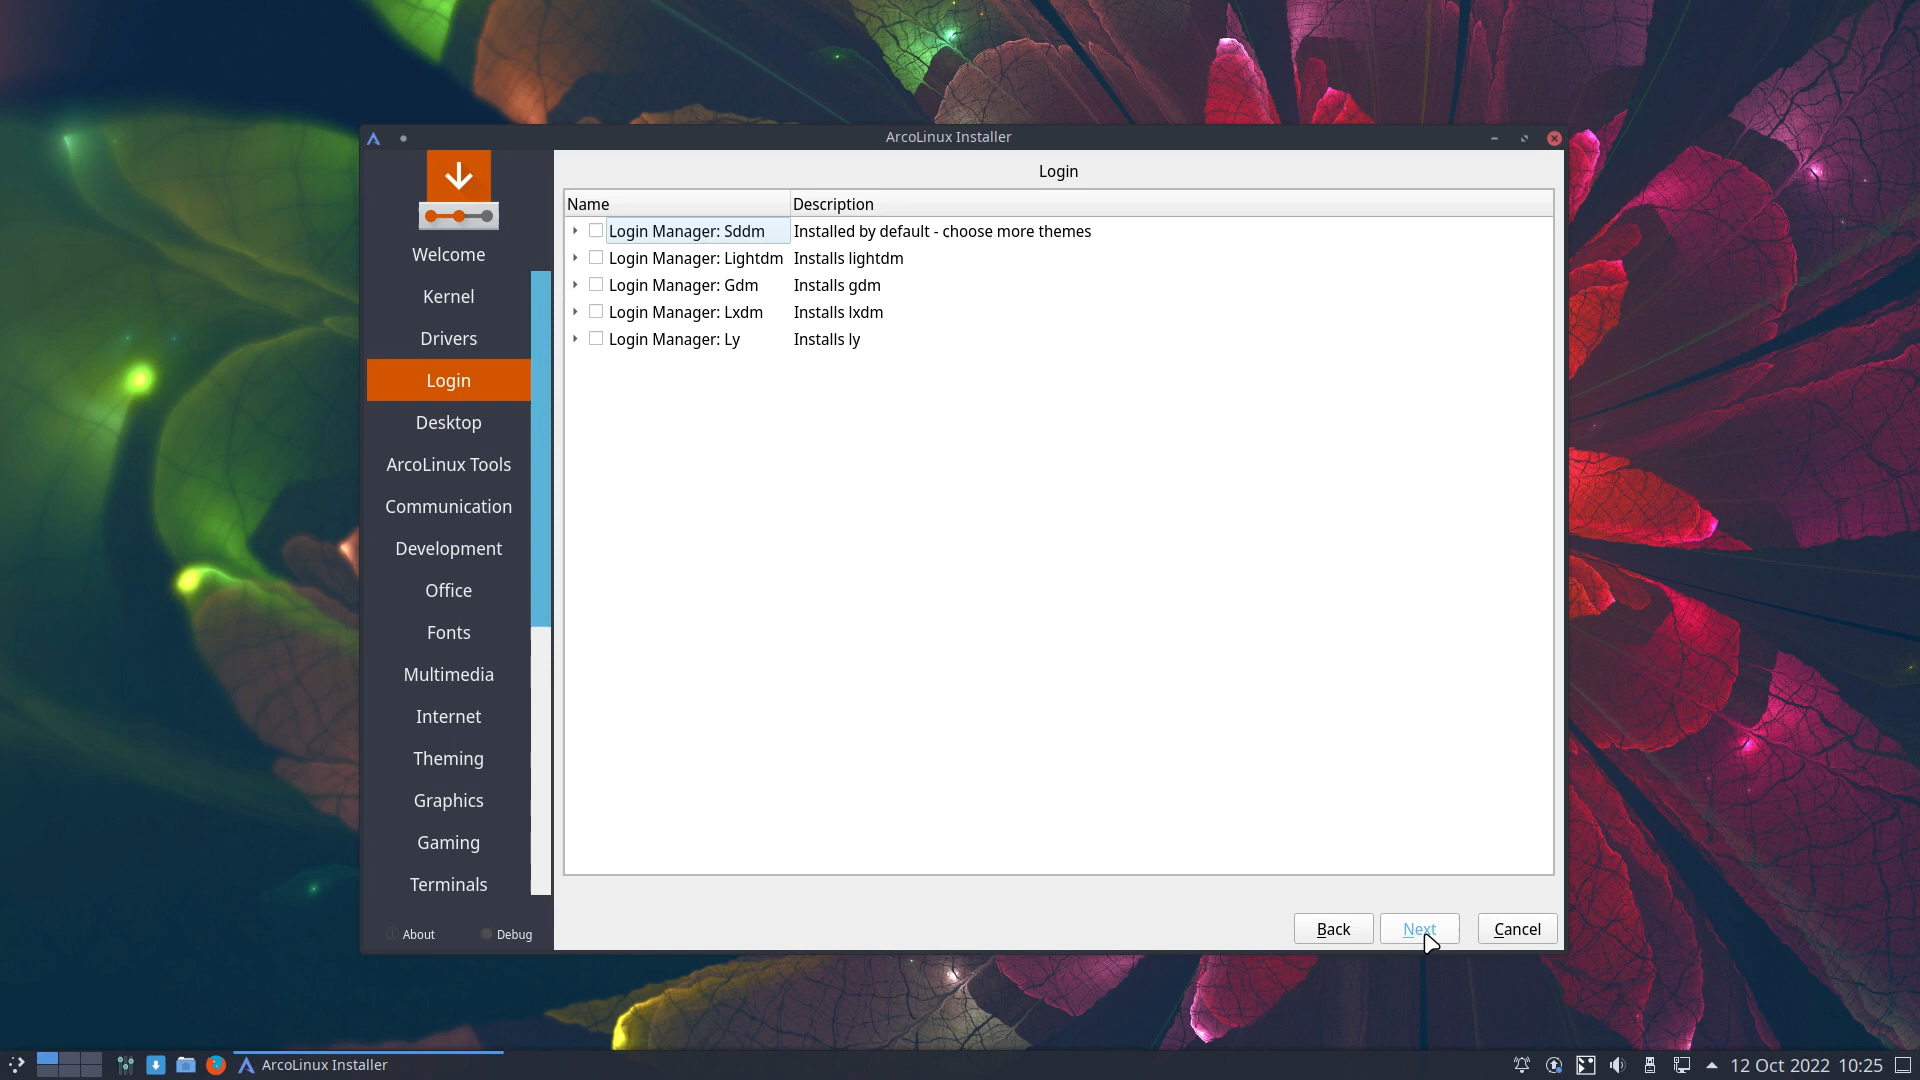 ArcoLinux Installer
Login
Name Description
Login Manager: Sddm Installed by default - choose more themes
Login Manager: Lightdm Installs lightdm
Login Manager: Gdm Installs gdm
Login Manager: Lxdm Installs lxdm
Login Manager: Ly Installs ly
Welcome
Kernel
Drivers
Login
Desktop
ArcoLinux Tools
Communication
Development
Office
Fonts
Multimedia
Internet
Theming
Graphics
Gaming
Terminals
About Debug
Back Next Cancel
ArcoLinux Installer 12 Oct 2022 10:25